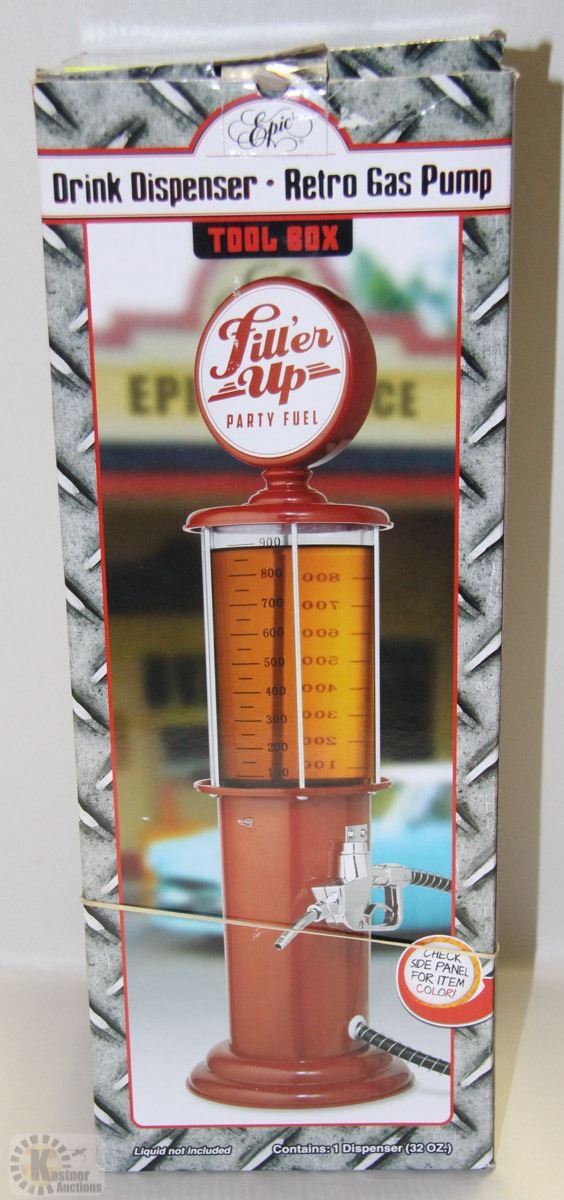 Epic
Drink Dispenser • Retro Gas Pump
TOOL BOX
Fill'er
Up
PARTY FUEL
EPI CE
900
800 800
700 700
600 600
500 500
400 400
300 300
200 200
100 100
CHECK
SIDE PANEL
FOR ITEM
COLOR!
Liquid not included
Contains: 1 Dispenser (32 OZ.)
Kastner
Auctions